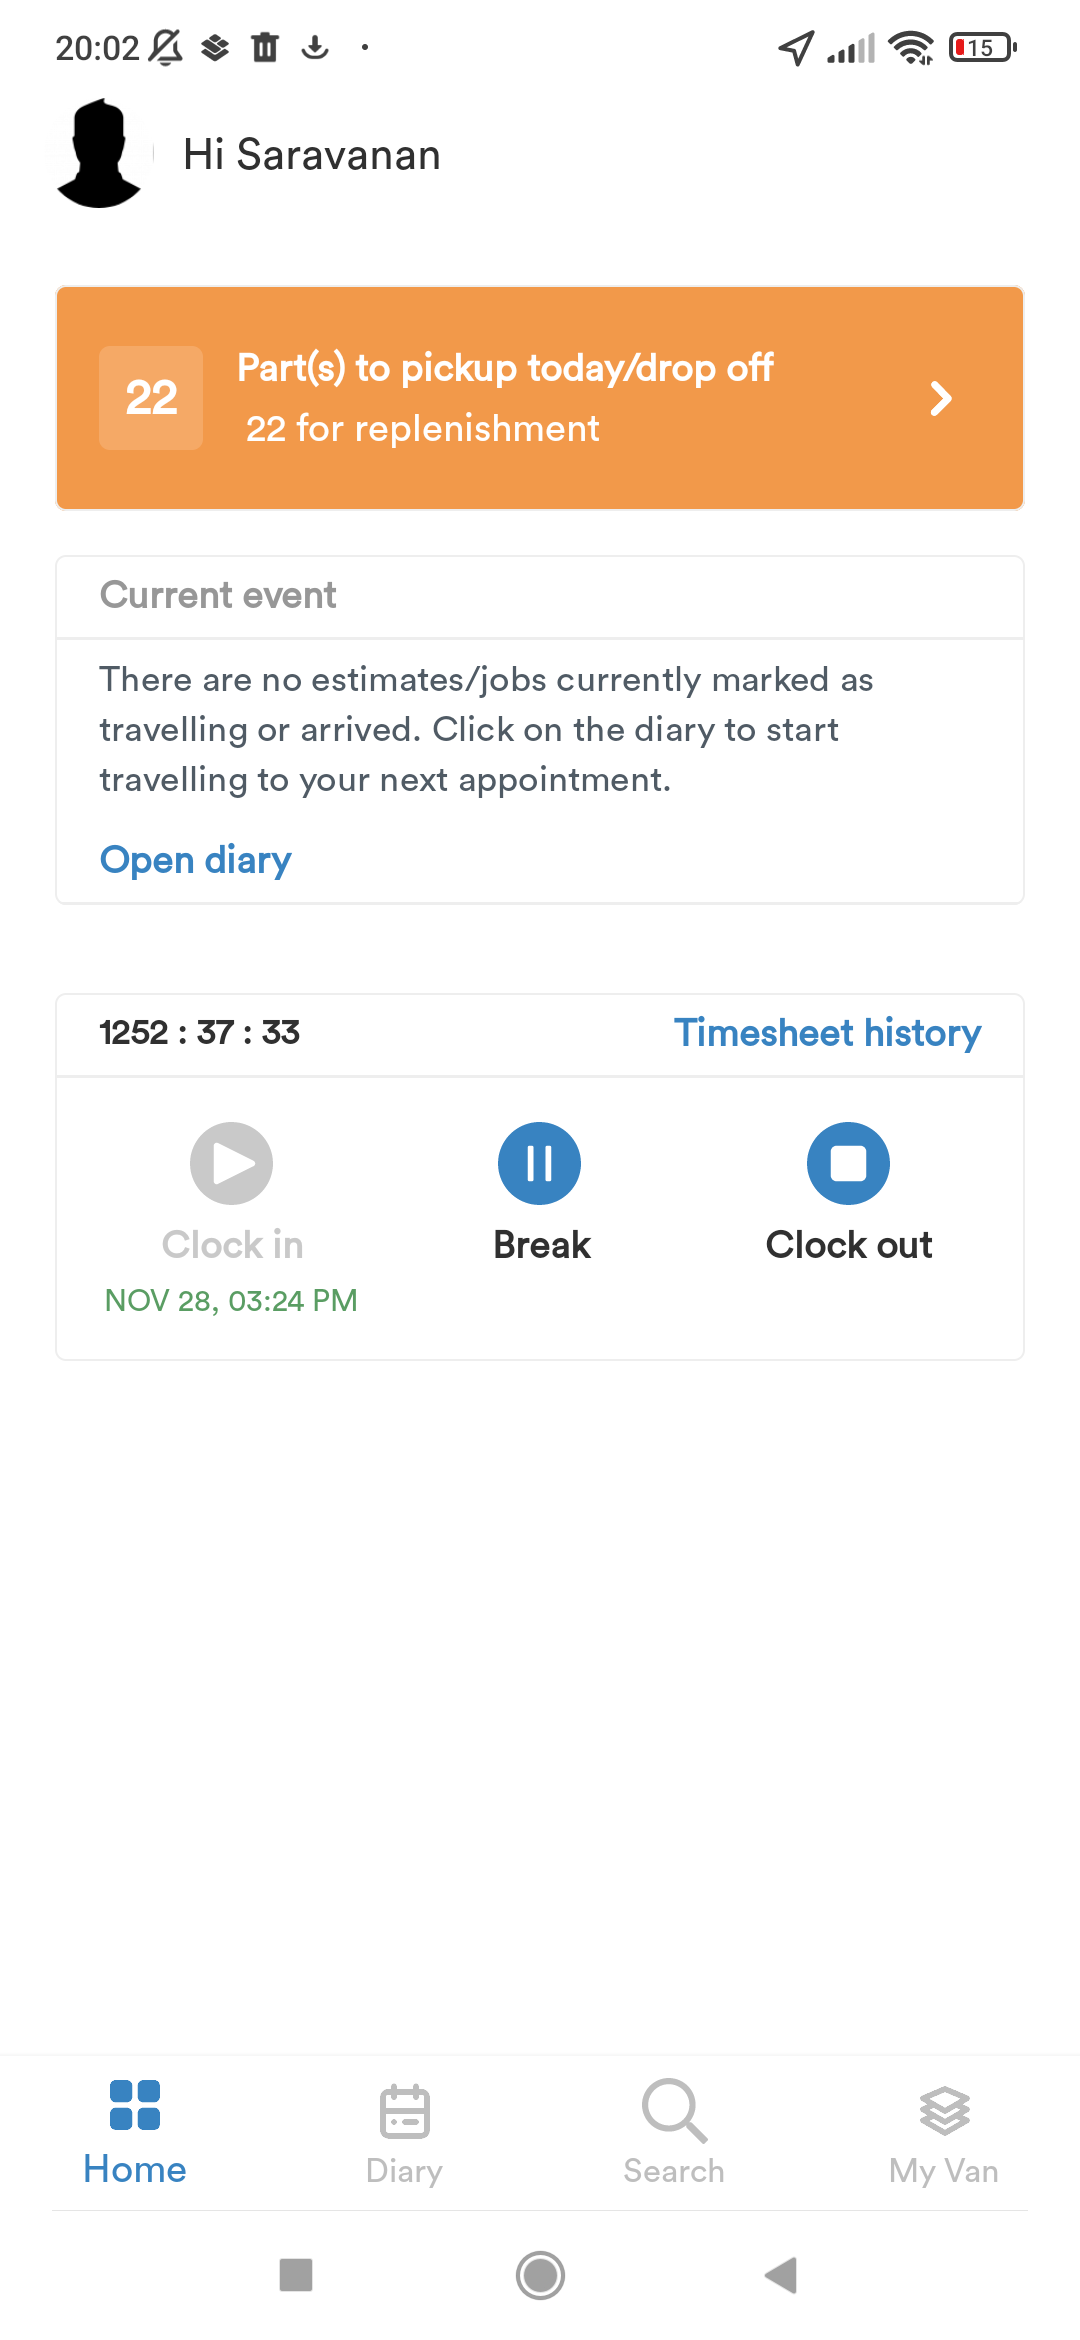 20:02
15
Hi Saravanan
22
Part(s) to pickup today/drop off
22 for replenishment
Current event
There are no estimates/jobs currently marked as
travelling or arrived. Click on the diary to start
travelling to your next appointment.
Open diary
1252 : 37 : 33
Timesheet history
Clock in
Break
Clock out
NOV 28, 03:24 PM
Home
Diary
Search
My Van